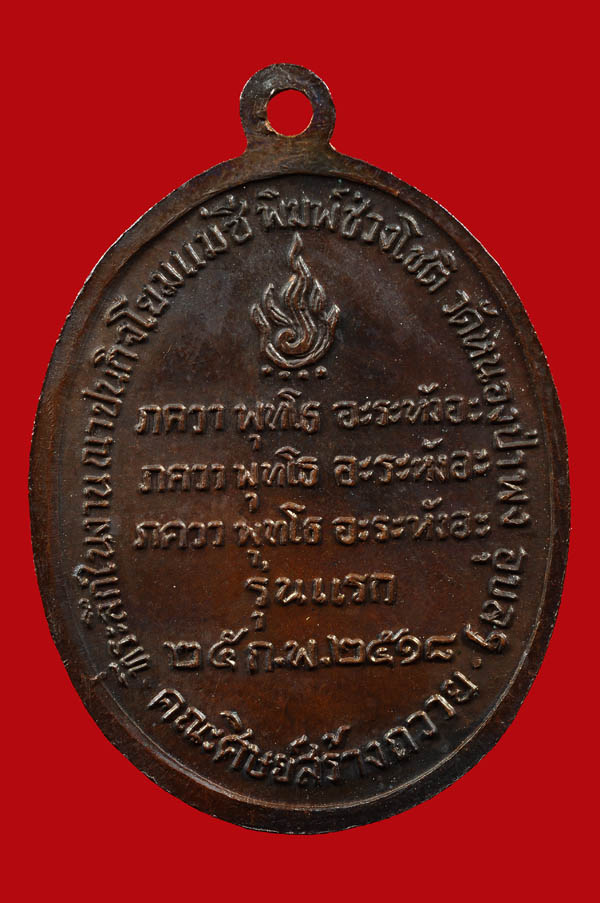 ที่ระลึกในงานฌาปนกิจโยมแม่ชี พิมพ์ช่วงโชติ วัดหนองป่าพง อุบลฯ
ภควา พุทโธ อะระหังอะ
ภควา พุทโธ อะระหังอะ
ภควา พุทโธ อะระหังอะ
รุ่นแรก
๒๕ ก.พ. ๒๕๑๘
คณะศิษย์สร้างถวาย